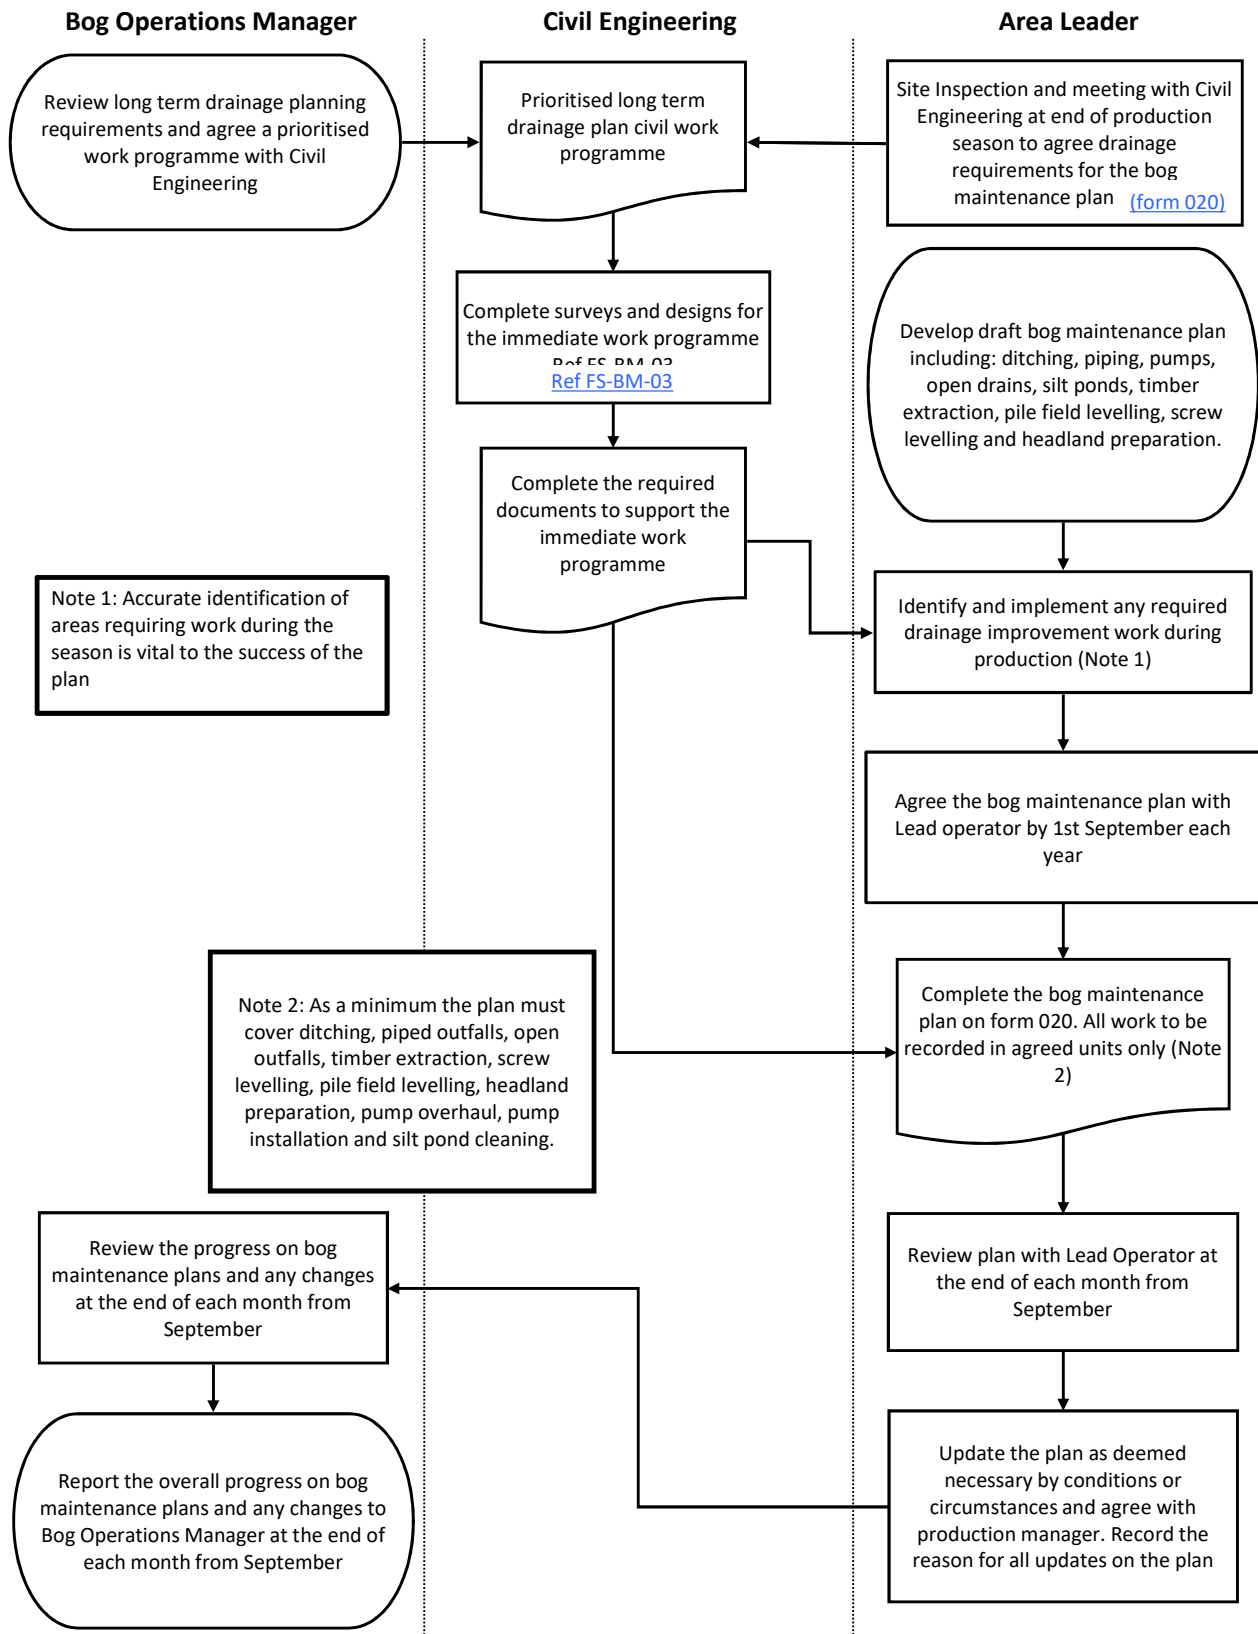 Bog Operations Manager
Civil Engineering
Area Leader
Review long term drainage planning
requirements and agree a prioritised
work programme with Civil
Engineering
Prioritised long term
drainage plan civil work
programme
Site Inspection and meeting with Civil
Engineering at end of production
season to agree drainage
requirements for the bog
maintenance plan (form 020)
Complete surveys and designs for
the immediate work programme
Ref FS-BM-03
Ref FS-BM-03
Develop draft bog maintenance plan
including: ditching, piping, pumps,
open drains, silt ponds, timber
extraction, pile field levelling, screw
levelling and headland preparation.
Complete the required
documents to support the
immediate work
programme
Note 1: Accurate identification of
areas requiring work during the
season is vital to the success of the
plan
Identify and implement any required
drainage improvement work during
production (Note 1)
Agree the bog maintenance plan with
Lead operator by 1st September each
year
Note 2: As a minimum the plan must
cover ditching, piped outfalls, open
outfalls, timber extraction, screw
levelling, pile field levelling, headland
preparation, pump overhaul, pump
installation and silt pond cleaning.
Complete the bog maintenance
plan on form 020. All work to be
recorded in agreed units only (Note
2)
Review the progress on bog
maintenance plans and any changes
at the end of each month from
September
Review plan with Lead Operator at
the end of each month from
September
Report the overall progress on bog
maintenance plans and any changes to
Bog Operations Manager at the end of
each month from September
Update the plan as deemed
necessary by conditions or
circumstances and agree with
production manager. Record the
reason for all updates on the plan